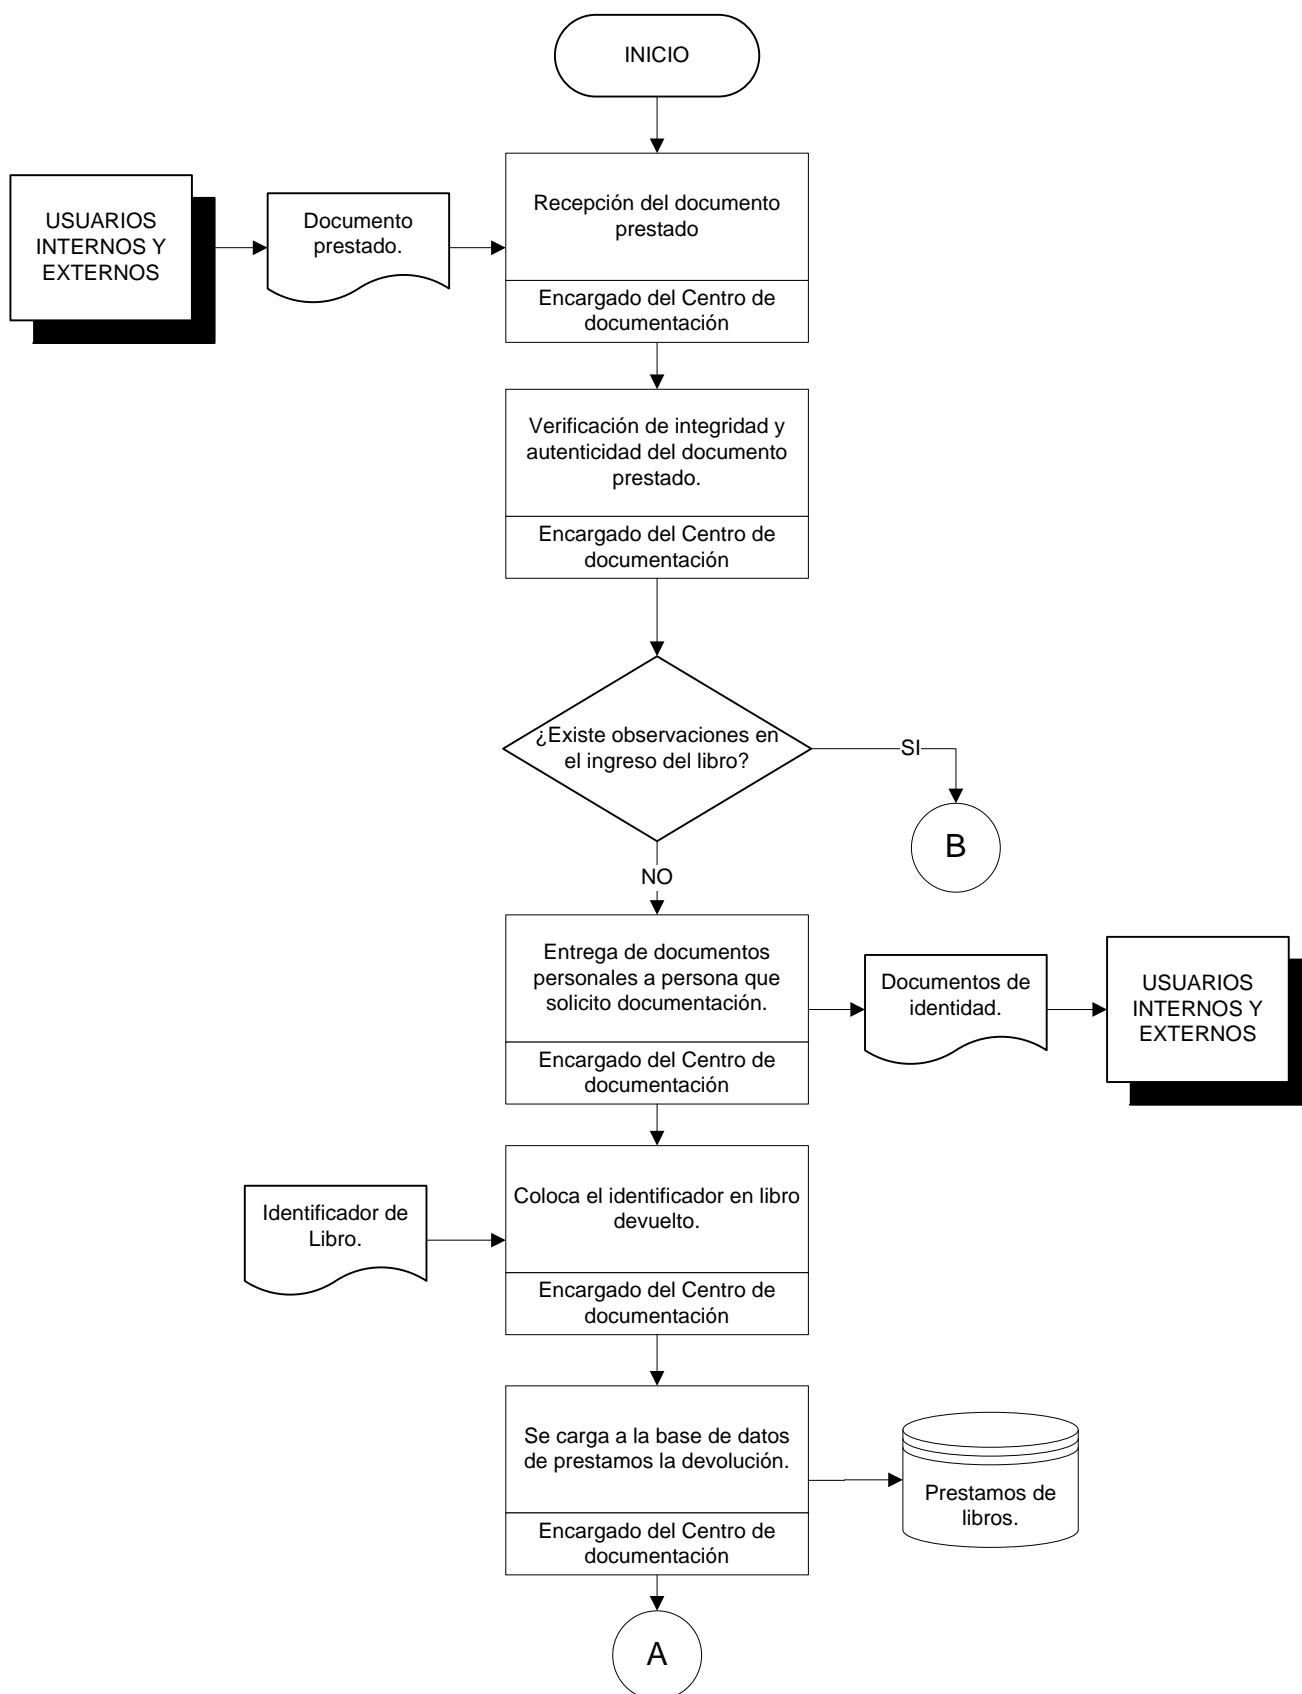 INICIO
USUARIOS
INTERNOS Y
EXTERNOS
Documento
prestado.
Recepción del documento
prestado
Encargado del Centro de
documentación
Verificación de integridad y
autenticidad del documento
prestado.
Encargado del Centro de
documentación
¿Existe observaciones en
el ingreso del libro?
SI
B
NO
Entrega de documentos
personales a persona que
solicito documentación.
Encargado del Centro de
documentación
Documentos de
identidad.
USUARIOS
INTERNOS Y
EXTERNOS
Identificador de
Libro.
Coloca el identificador en libro
devuelto.
Encargado del Centro de
documentación
Se carga a la base de datos
de prestamos la devolución.
Encargado del Centro de
documentación
Prestamos de
libros.
A